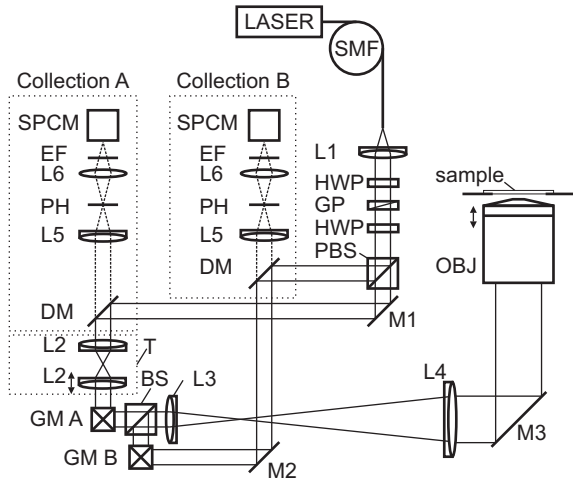 LASER
SMF
Collection A
Collection B
SPCM
SPCM
L1
EF
EF
L6
L6
HWP
sample
PH
PH
GP
L5
L5
HWP
DM
PBS
OBJ
DM
M1
L2
T
L2
BS
L3
L4
GM A
M3
GM B
M2